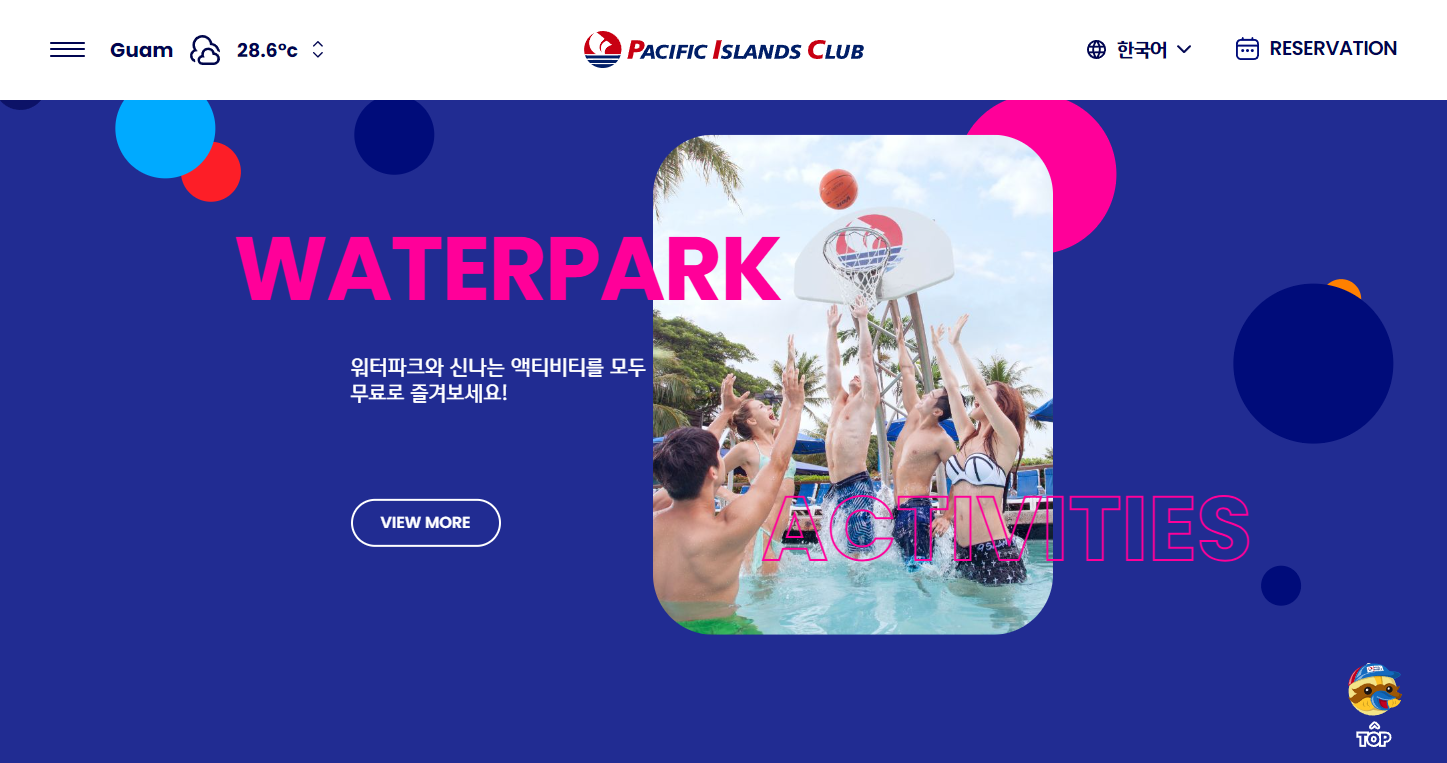 Guam 28.6°c
PACIFIC ISLANDS CLUB
한국어
RESERVATION
WATERPARK
워터파크와 신나는 액티비티를 모두
무료로 즐겨보세요!
VIEW MORE
ACTIVITIES
TOP